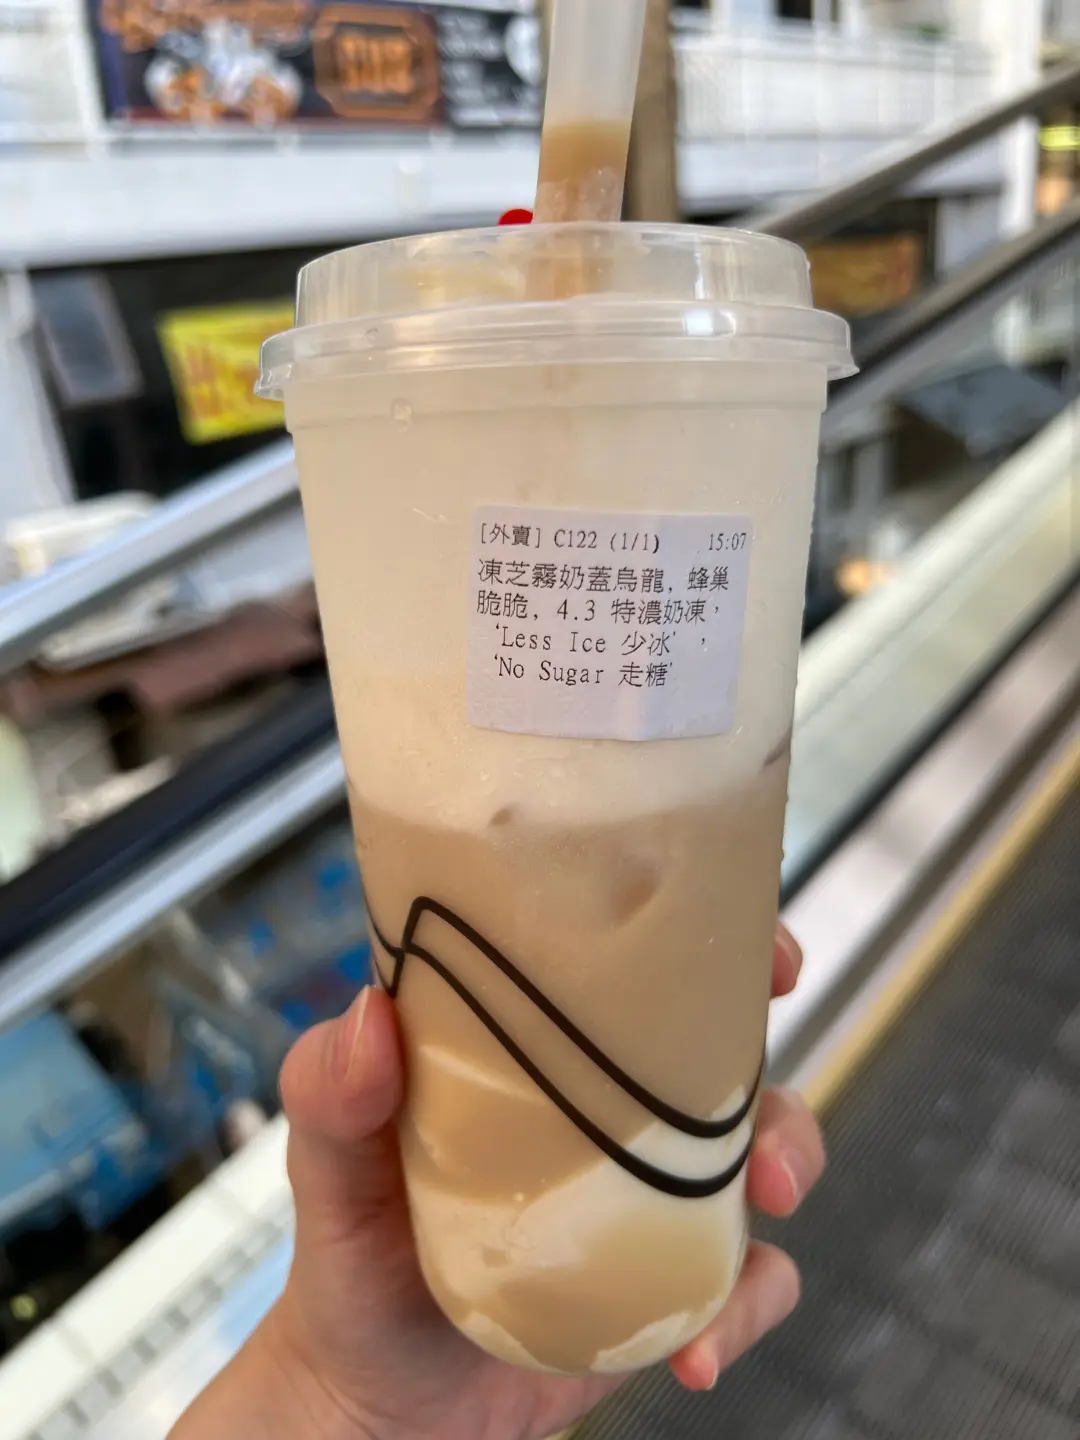 [外賣] C122 (1/1) 15:07
凍芝霧奶蓋烏龍, 蜂巢
脆脆, 4.3 特濃奶凍,
'Less Ice 少冰',
'No Sugar 走糖'